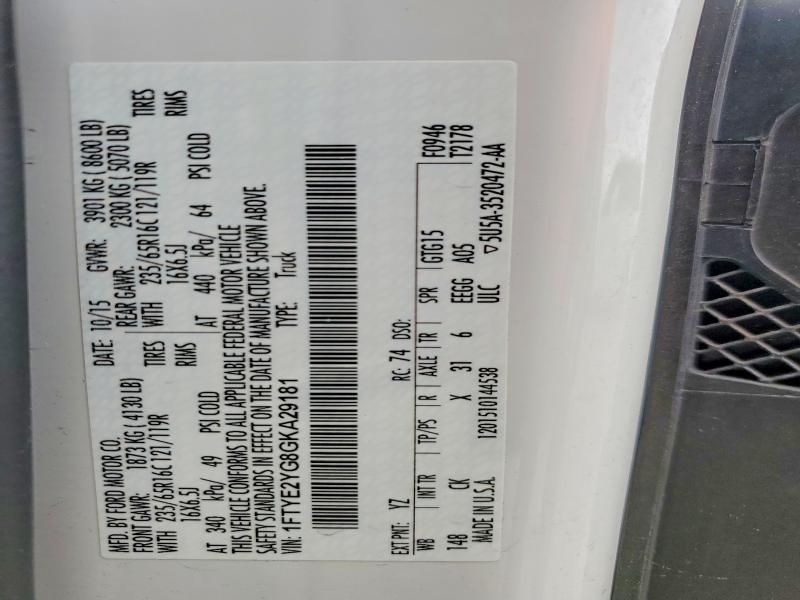 MFD. BY FORD MOTOR CO. DATE: 10/15 GVWR: 3901 KG ( 8600 LB)
FRONT GAWR: 1873 KG ( 4130 LB) REAR GAWR: 2300 KG ( 5070 LB)
WITH 235/65R16C 121/119R TIRES WITH 235/65R16C 121/119R TIRES
16X6.5J RIMS 16X6.5J RIMS
AT 340 kPa/ 49 PSI COLD AT 440 kPa/ 64 PSI COLD
THIS VEHICLE CONFORMS TO ALL APPLICABLE FEDERAL MOTOR VEHICLE
SAFETY STANDARDS IN EFFECT ON THE DATE OF MANUFACTURE SHOWN ABOVE.
VIN: 1FTYE2YG8GKA29181 TYPE: Truck
EXT PNT: YZ RC: 74 DSO: F0946
WB INT TR TP/PS R AXLE TR SPR GTG15 T2178
148 CK X 31 6 EEGG A05
MADE IN U.S.A. 1201510144538 ULC ▽5U5A-3520472-AA